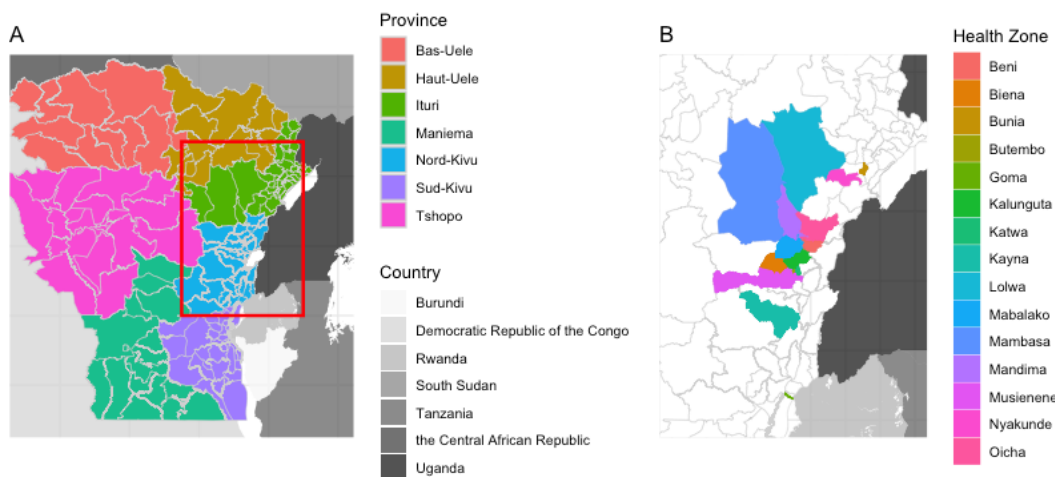 A
Province
Bas-Uele
Haut-Uele
Ituri
Maniema
Nord-Kivu
Sud-Kivu
Tshopo
Country
Burundi
Democratic Republic of the Congo
Rwanda
South Sudan
Tanzania
the Central African Republic
Uganda
B
Health Zone
Beni
Biena
Bunia
Butembo
Goma
Kalunguta
Katwa
Kayna
Lolwa
Mabalako
Mambasa
Mandima
Musienene
Nyakunde
Oicha